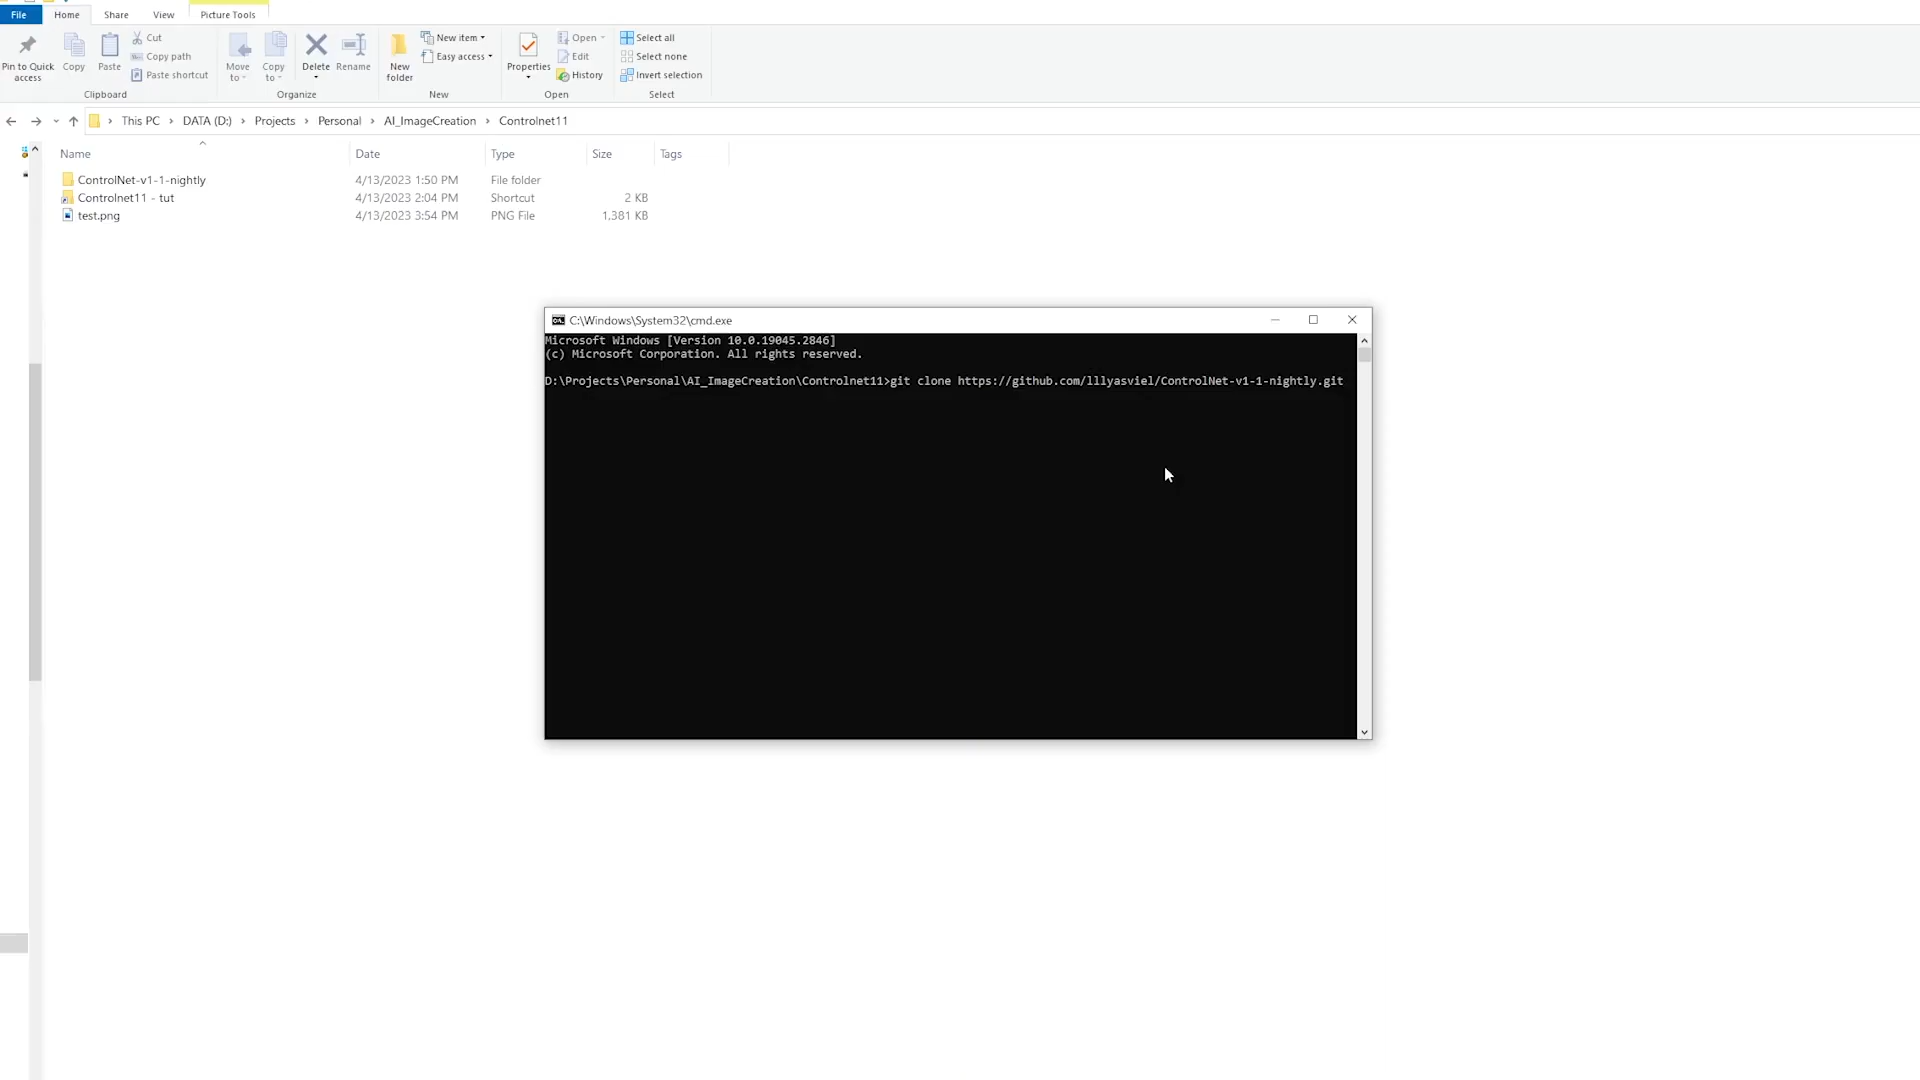 File Home Share View Picture Tools
Pin to Quick access
Copy
Paste
Cut
Copy path
Paste shortcut
Clipboard
Move to
Copy to
Delete
Rename
Organize
New folder
New item
Easy access
New
Properties
Open
Edit
History
Open
Select all
Select none
Invert selection
Select
This PC > DATA (D:) > Projects > Personal > AI_ImageCreation > Controlnet11
Name Date Type Size Tags
ControlNet-v1-1-nightly 4/13/2023 1:50 PM File folder
Controlnet11 - tut 4/13/2023 2:04 PM Shortcut 2 KB
test.png 4/13/2023 3:54 PM PNG File 1,381 KB
C:\Windows\System32\cmd.exe
Microsoft Windows [Version 10.0.19045.2846]
(c) Microsoft Corporation. All rights reserved.
D:\Projects\Personal\AI_ImageCreation\Controlnet11>git clone https://github.com/lllyasviel/ControlNet-v1-1-nightly.git